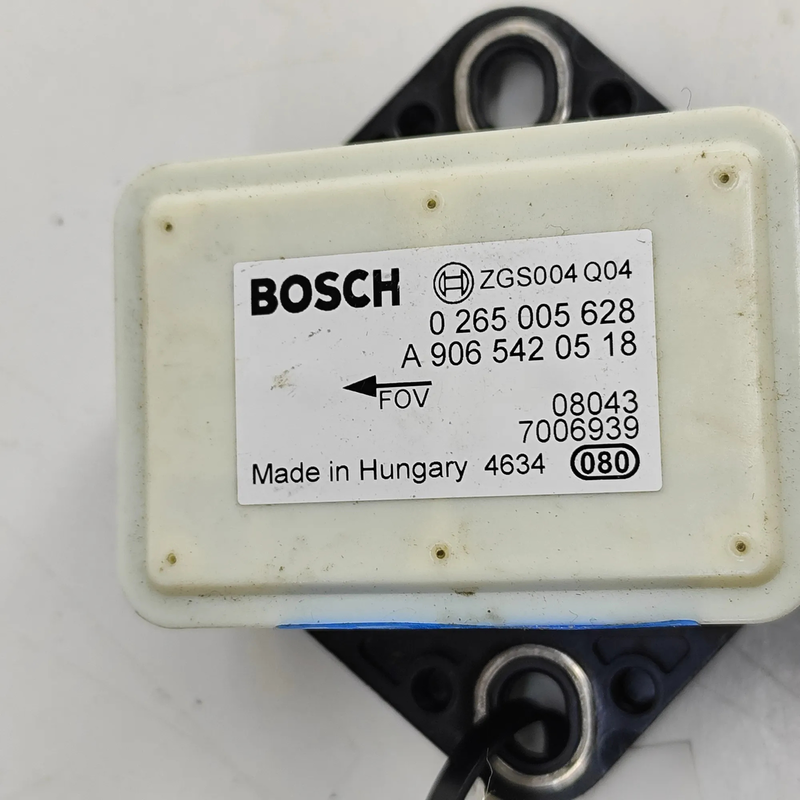 BOSCH ZGS004 Q04
0 265 005 628
A 906 542 05 18
FOV
08043
7006939
Made in Hungary 4634 080